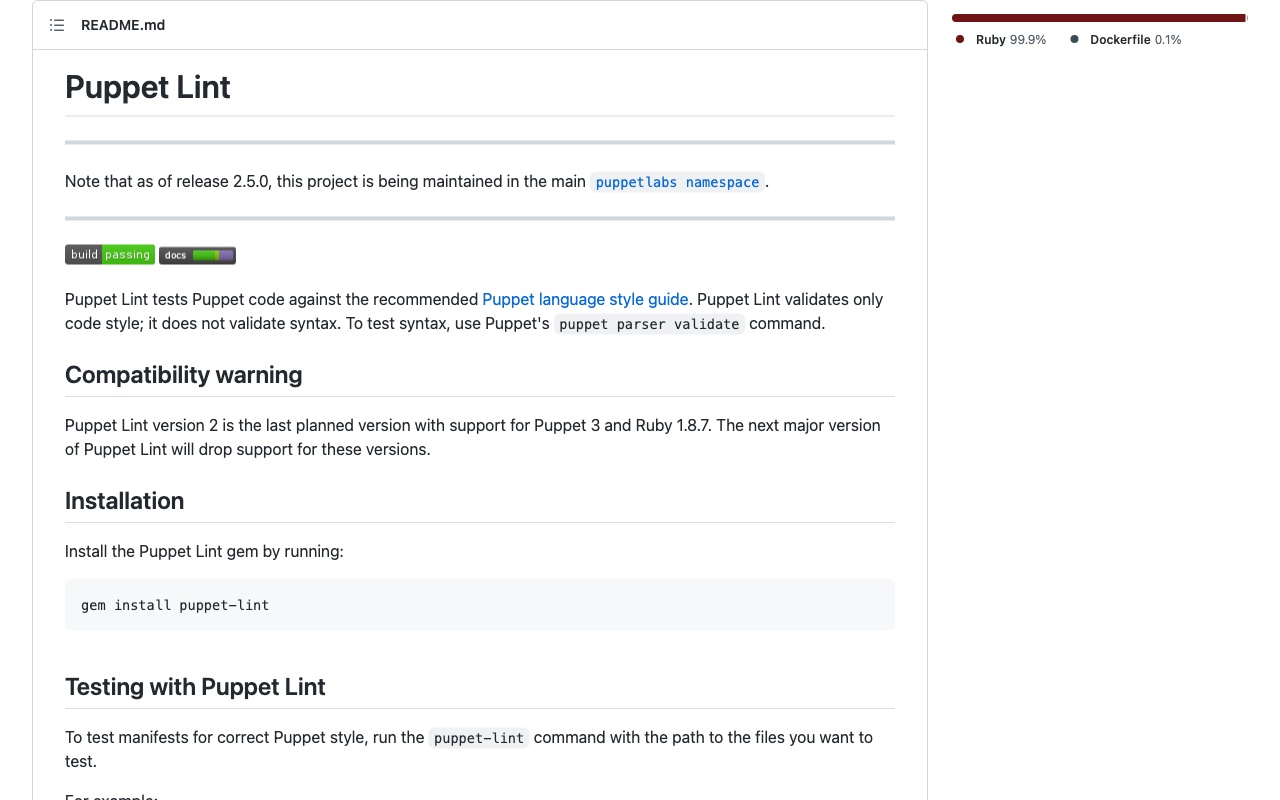 README.md
Ruby 99.9% Dockerfile 0.1%
Puppet Lint
Note that as of release 2.5.0, this project is being maintained in the main puppetlabs namespace.
build passing docs
Puppet Lint tests Puppet code against the recommended Puppet language style guide. Puppet Lint validates only
code style; it does not validate syntax. To test syntax, use Puppet's puppet parser validate command.
Compatibility warning
Puppet Lint version 2 is the last planned version with support for Puppet 3 and Ruby 1.8.7. The next major version
of Puppet Lint will drop support for these versions.
Installation
Install the Puppet Lint gem by running:
gem install puppet-lint
Testing with Puppet Lint
To test manifests for correct Puppet style, run the puppet-lint command with the path to the files you want to
test.
For example: